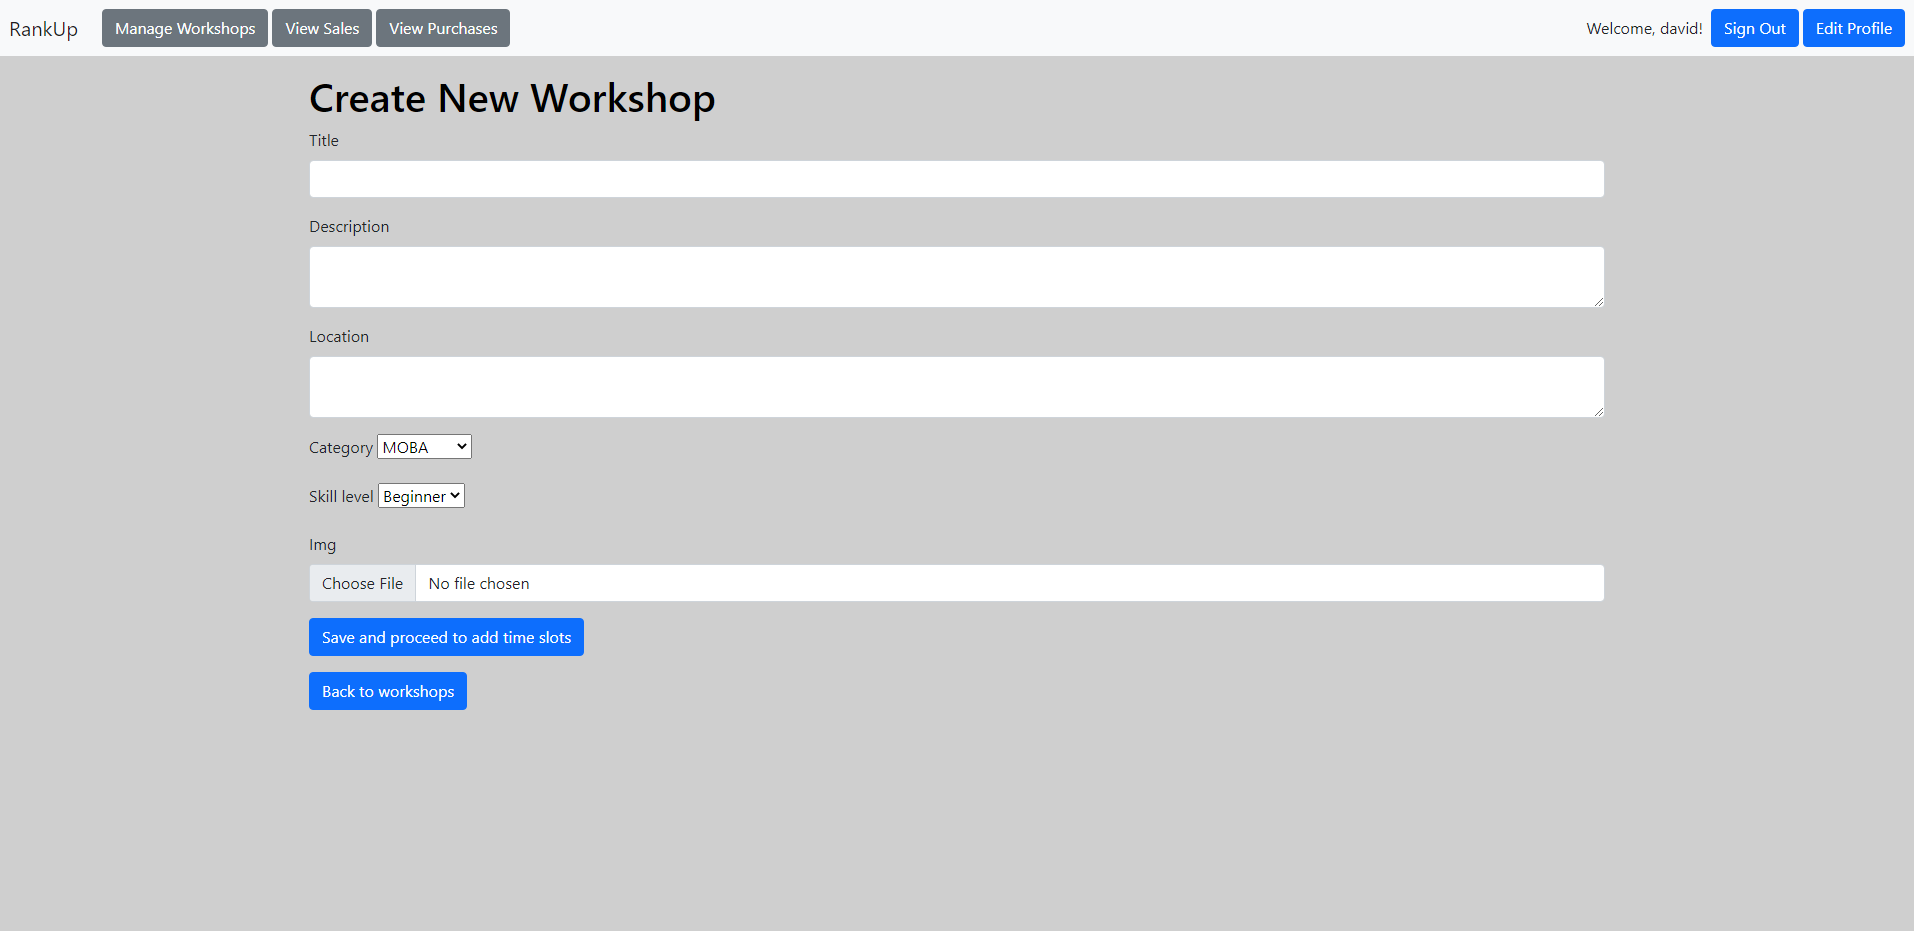 RankUp Manage Workshops View Sales View Purchases Welcome, david! Sign Out Edit Profile
Create New Workshop
Title
Description
Location
Category MOBA
Skill level Beginner
Img
Choose File No file chosen
Save and proceed to add time slots
Back to workshops